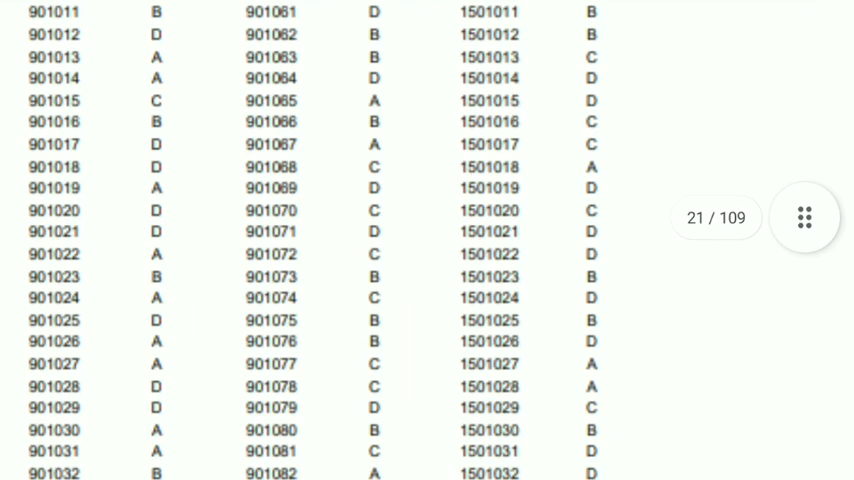 901011 B 901061 D 1501011 B
901012 D 901062 B 1501012 B
901013 A 901063 B 1501013 C
901014 A 901064 D 1501014 D
901015 C 901065 A 1501015 D
901016 B 901066 B 1501016 C
901017 D 901067 A 1501017 C
901018 D 901068 C 1501018 A
901019 A 901069 D 1501019 D
901020 D 901070 C 1501020 C
21 / 109
901021 D 901071 D 1501021 D
901022 A 901072 C 1501022 D
901023 B 901073 B 1501023 B
901024 A 901074 C 1501024 D
901025 D 901075 B 1501025 B
901026 A 901076 B 1501026 D
901027 A 901077 C 1501027 A
901028 D 901078 C 1501028 A
901029 D 901079 D 1501029 C
901030 A 901080 B 1501030 B
901031 A 901081 C 1501031 D
901032 B 901082 A 1501032 D